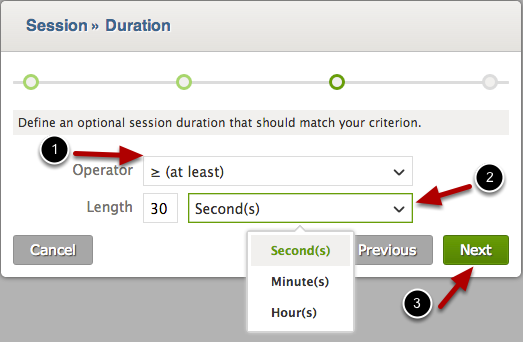 Session » Duration
Define an optional session duration that should match your criterion.
1
Operator ≥ (at least)
2
Length 30 Second(s)
Cancel Previous Next
Second(s)
Minute(s)
Hour(s)
3